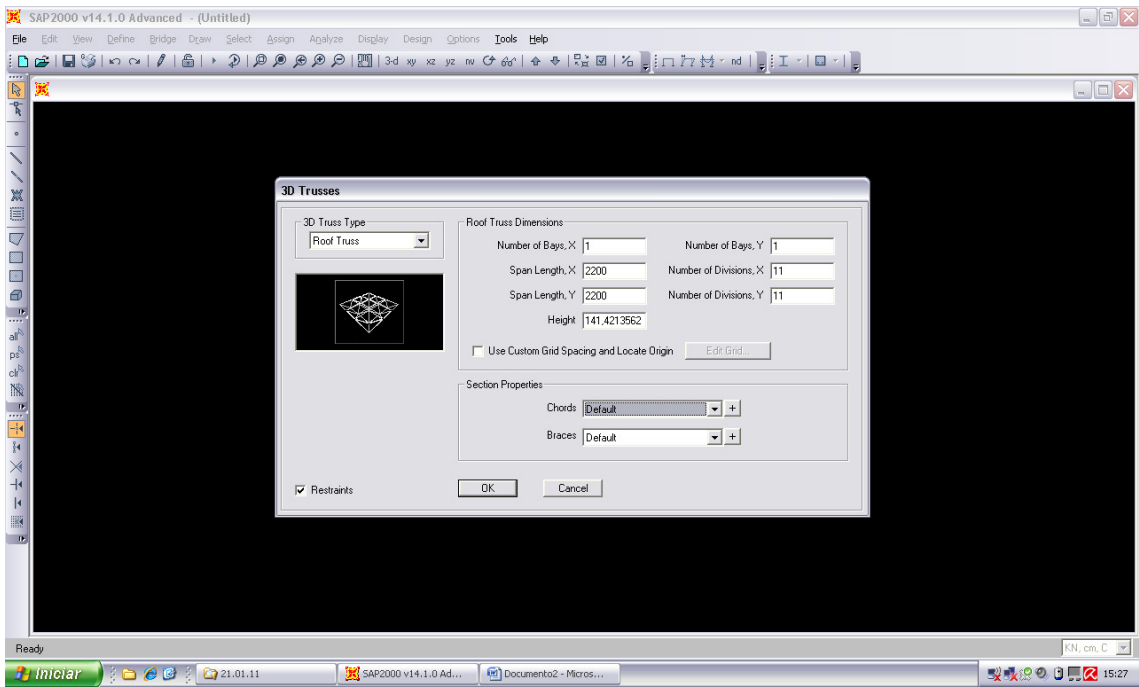 SAP2000 v14.1.0 Advanced - (Untitled)
File Edit View Define Bridge Draw Select Assign Analyze Display Design Options Tools Help
3-d xy xz yz nv nd
all
ps
clr
3D Trusses
3D Truss Type
Roof Truss
Roof Truss Dimensions
Number of Bays, X 1 Number of Bays, Y 1
Span Length, X 2200 Number of Divisions, X 11
Span Length, Y 2200 Number of Divisions, Y 11
Height 141,4213562
Use Custom Grid Spacing and Locate Origin Edit Grid...
Section Properties
Chords Default +
Braces Default +
Restraints OK Cancel
Ready KN, cm, C
Iniciar 21.01.11 SAP2000 v14.1.0 Ad... Documento2 - Micros... 15:27